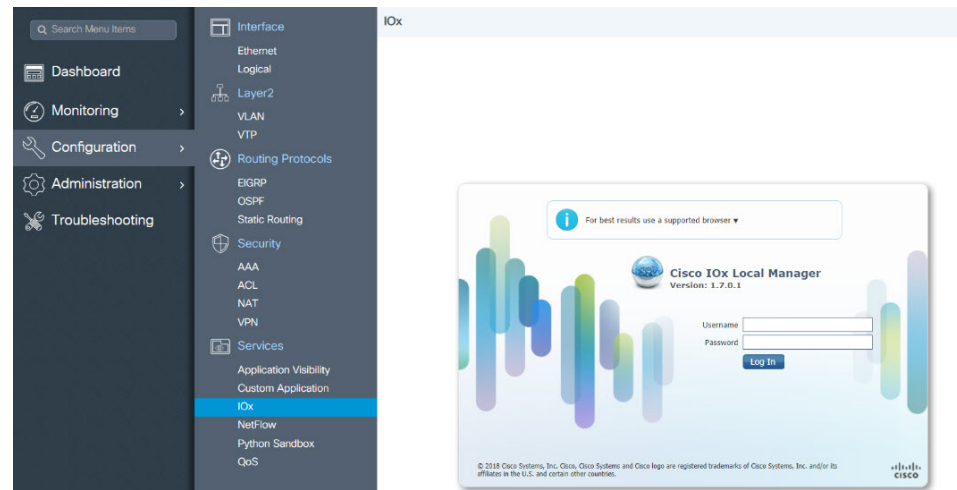 Search Menu Items
Dashboard
Monitoring
Configuration
Administration
Troubleshooting
Interface
Ethernet
Logical
Layer2
VLAN
VTP
Routing Protocols
EIGRP
OSPF
Static Routing
Security
AAA
ACL
NAT
VPN
Services
Application Visibility
Custom Application
IOx
NetFlow
Python Sandbox
QoS
IOx
For best results use a supported browser ▾
Cisco IOx Local Manager
Version: 1.7.0.1
Username
Password
Log In
© 2018 Cisco Systems, Inc. Cisco, Cisco Systems and Cisco logo are registered trademarks of Cisco Systems, Inc. and/or its
affiliates in the U.S. and certain other countries.
CISCO